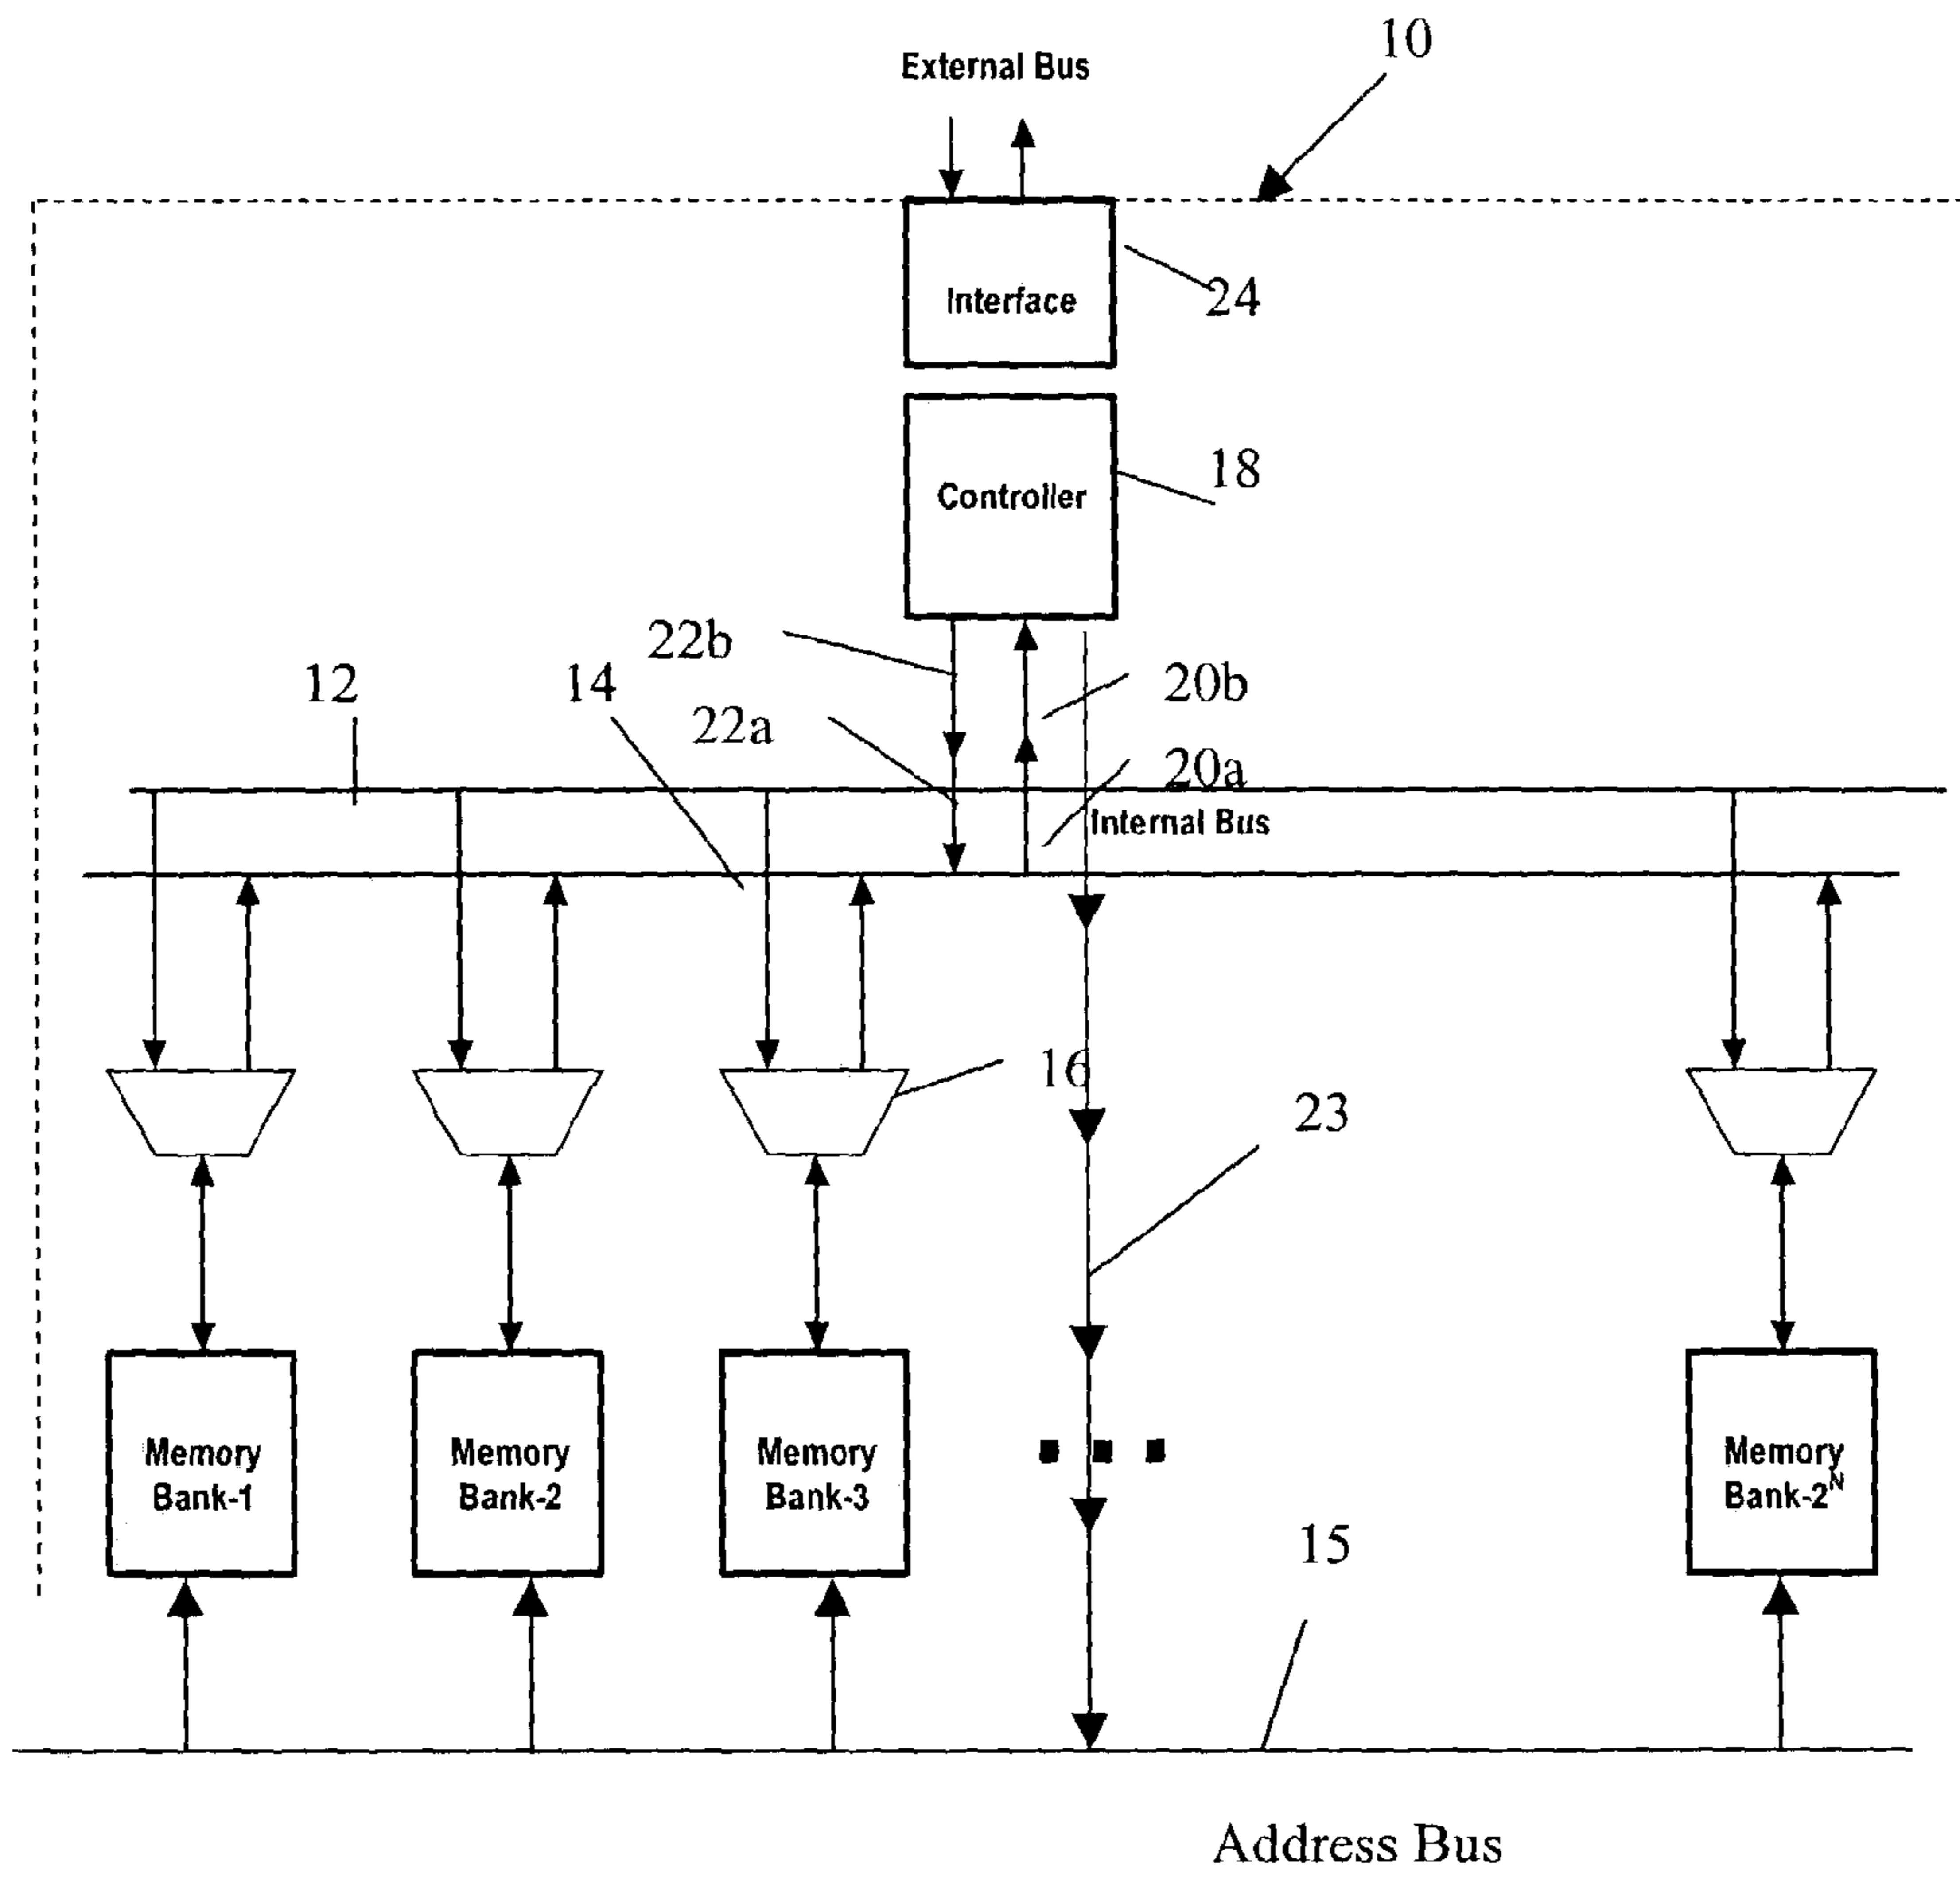 10
External Bus
Interface
24
Controller
18
22b
12
14
20b
22a
20a
Internal Bus
16
23
Memory
Bank-1
Memory
Bank-2
Memory
Bank-3
Memory
Bank-2ᴺ
15
Address Bus